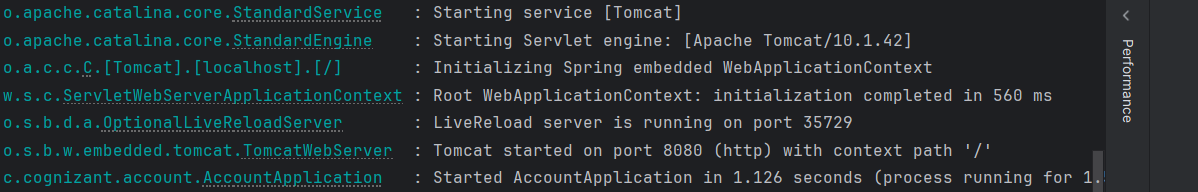 o.apache.catalina.core.StandardService : Starting service [Tomcat]
o.apache.catalina.core.StandardEngine : Starting Servlet engine: [Apache Tomcat/10.1.42]
o.a.c.c.C.[Tomcat].[localhost].[/] : Initializing Spring embedded WebApplicationContext
w.s.c.ServletWebServerApplicationContext : Root WebApplicationContext: initialization completed in 560 ms
o.s.b.d.a.OptionalLiveReloadServer : LiveReload server is running on port 35729
o.s.b.w.embedded.tomcat.TomcatWebServer : Tomcat started on port 8080 (http) with context path '/'
c.cognizant.account.AccountApplication : Started AccountApplication in 1.126 seconds (process running for 1.
Performance